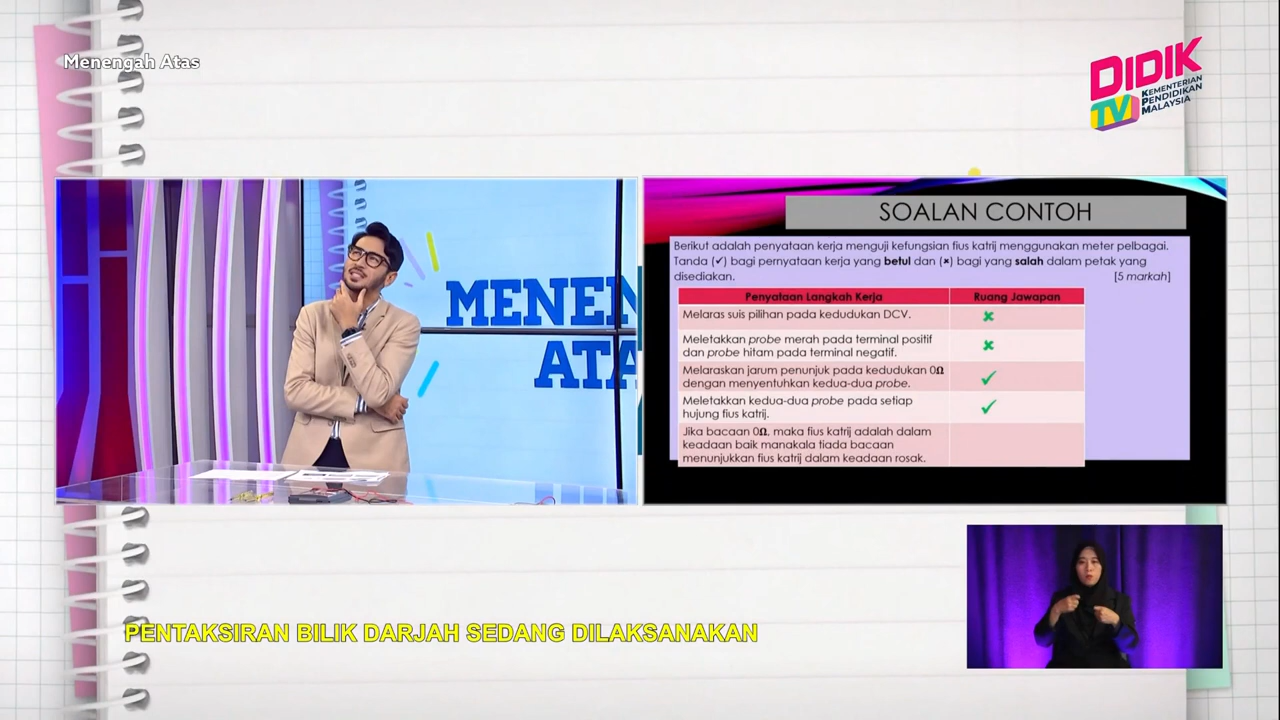 Menengah Atas
DIDIK
TV
KEMENTERIAN
PENDIDIKAN
MALAYSIA
MENEN
ATA
SOALAN CONTOH
Berikut adalah penyataan kerja menguji kefungsian fius katrij menggunakan meter pelbagai.
Tanda (✓) bagi pernyataan kerja yang betul dan (✖) bagi yang salah dalam petak yang
disediakan. [5 markah]
Penyataan Langkah Kerja Ruang Jawapan
Melaras suis pilihan pada kedudukan DCV. ✖
Meletakkan probe merah pada terminal positif
dan probe hitam pada terminal negatif. ✖
Melaraskan jarum penunjuk pada kedudukan 0Ω
dengan menyentuhkan kedua-dua probe. ✓
Meletakkan kedua-dua probe pada setiap
hujung fius katrij. ✓
Jika bacaan 0Ω, maka fius katrij adalah dalam
keadaan baik manakala tiada bacaan
menunjukkan fius katrij dalam keadaan rosak.
PENTAKSIRAN BILIK DARJAH SEDANG DILAKSANAKAN